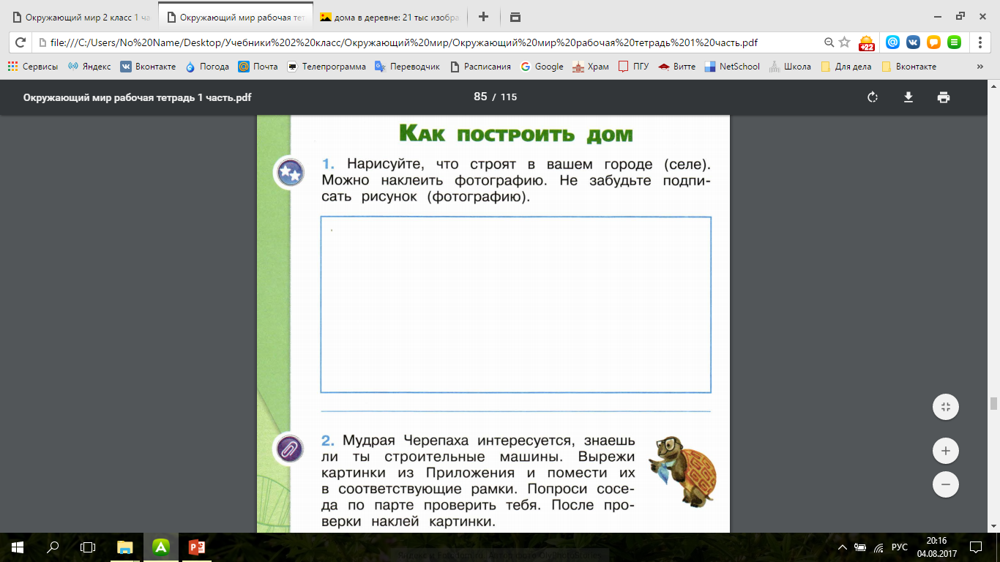 Окружающий мир 2 класс 1 ча
Окружающий мир рабочая тет
дома в деревне: 21 тыс изобра
file:///C:/Users/No%20Name/Desktop/Учебники%202%20класс/Окружающий%20мир/Окружающий%20мир%20рабочая%20тетрадь%201%20часть.pdf
+22
Сервисы Яндекс Вконтакте Погода Почта Телепрограмма Переводчик Расписания Google Храм ПГУ Витте NetSchool Школа Для дела Вконтакте »
Окружающий мир рабочая тетрадь 1 часть.pdf 85 / 115
Как построить дом
1. Нарисуйте, что строят в вашем городе (селе).
Можно наклеить фотографию. Не забудьте подпи-
сать рисунок (фотографию).
2. Мудрая Черепаха интересуется, знаешь
ли ты строительные машины. Вырежи
картинки из Приложения и помести их
в соответствующие рамки. Попроси сосе-
да по парте проверить тебя. После про-
верки наклей картинки.
РУС
20:16
04.08.2017